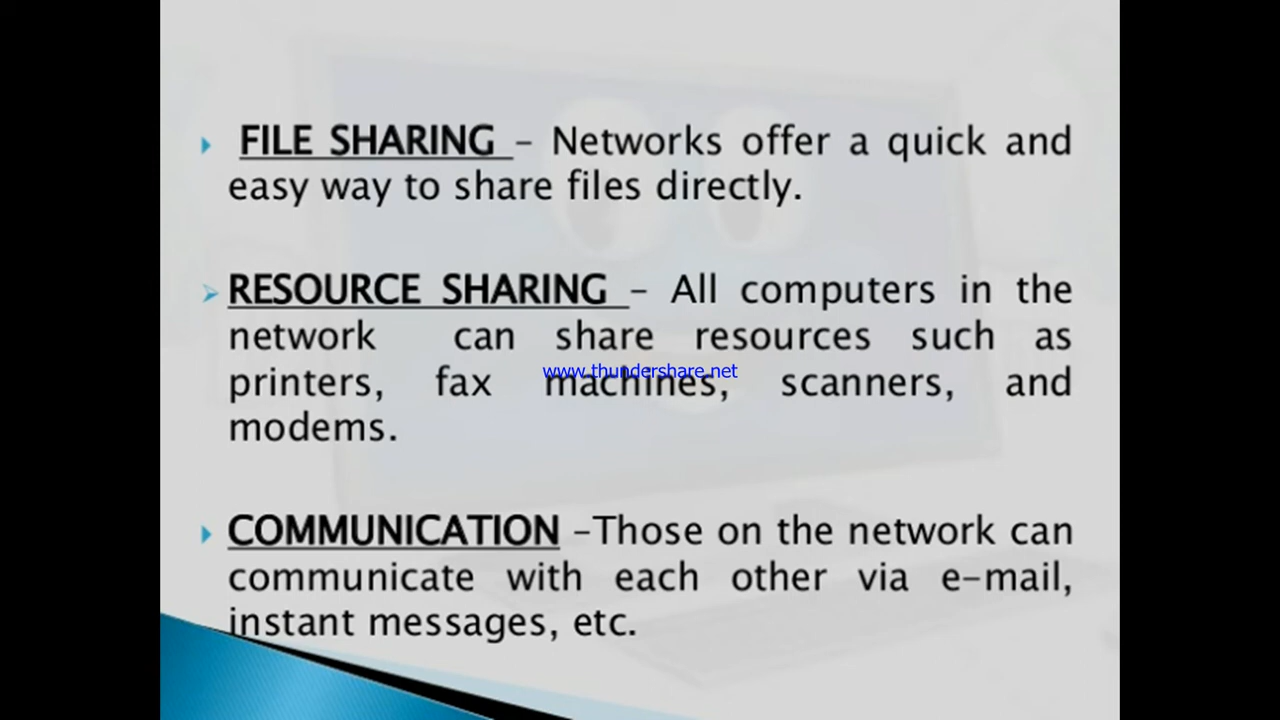 FILE SHARING – Networks offer a quick and
easy way to share files directly.
RESOURCE SHARING – All computers in the
network can share resources such as
www.thundershare.net
printers, fax machines, scanners, and
modems.
COMMUNICATION –Those on the network can
communicate with each other via e-mail,
instant messages, etc.